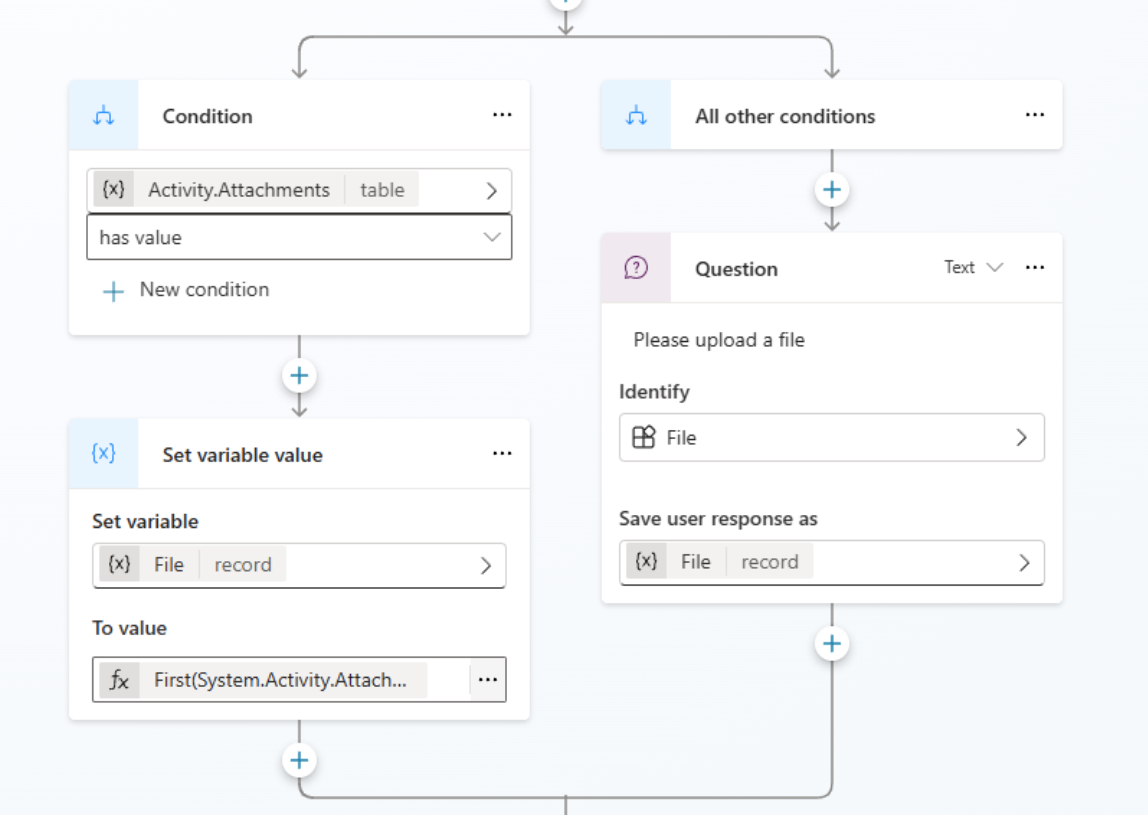 Condition
...
{x} Activity.Attachments table
has value
New condition
{x} Set variable value
...
Set variable
{x} File record
To value
fx First(System.Activity.Attach...
...
All other conditions
...
Question
Text
...
Please upload a file
Identify
File
Save user response as
{x} File record